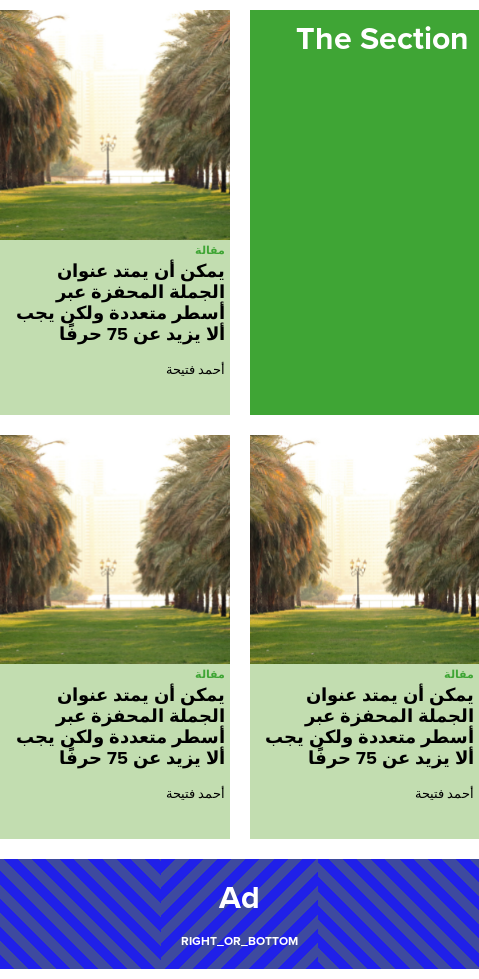 The Section
مقالة
يمكن أن يمتد عنوان
الجملة المحفزة عبر
أسطر متعددة ولكن يجب
ألا يزيد عن 75 حرفًا
أحمد فتيحة
مقالة
يمكن أن يمتد عنوان
الجملة المحفزة عبر
أسطر متعددة ولكن يجب
ألا يزيد عن 75 حرفًا
أحمد فتيحة
مقالة
يمكن أن يمتد عنوان
الجملة المحفزة عبر
أسطر متعددة ولكن يجب
ألا يزيد عن 75 حرفًا
أحمد فتيحة
Ad
RIGHT_OR_BOTTOM